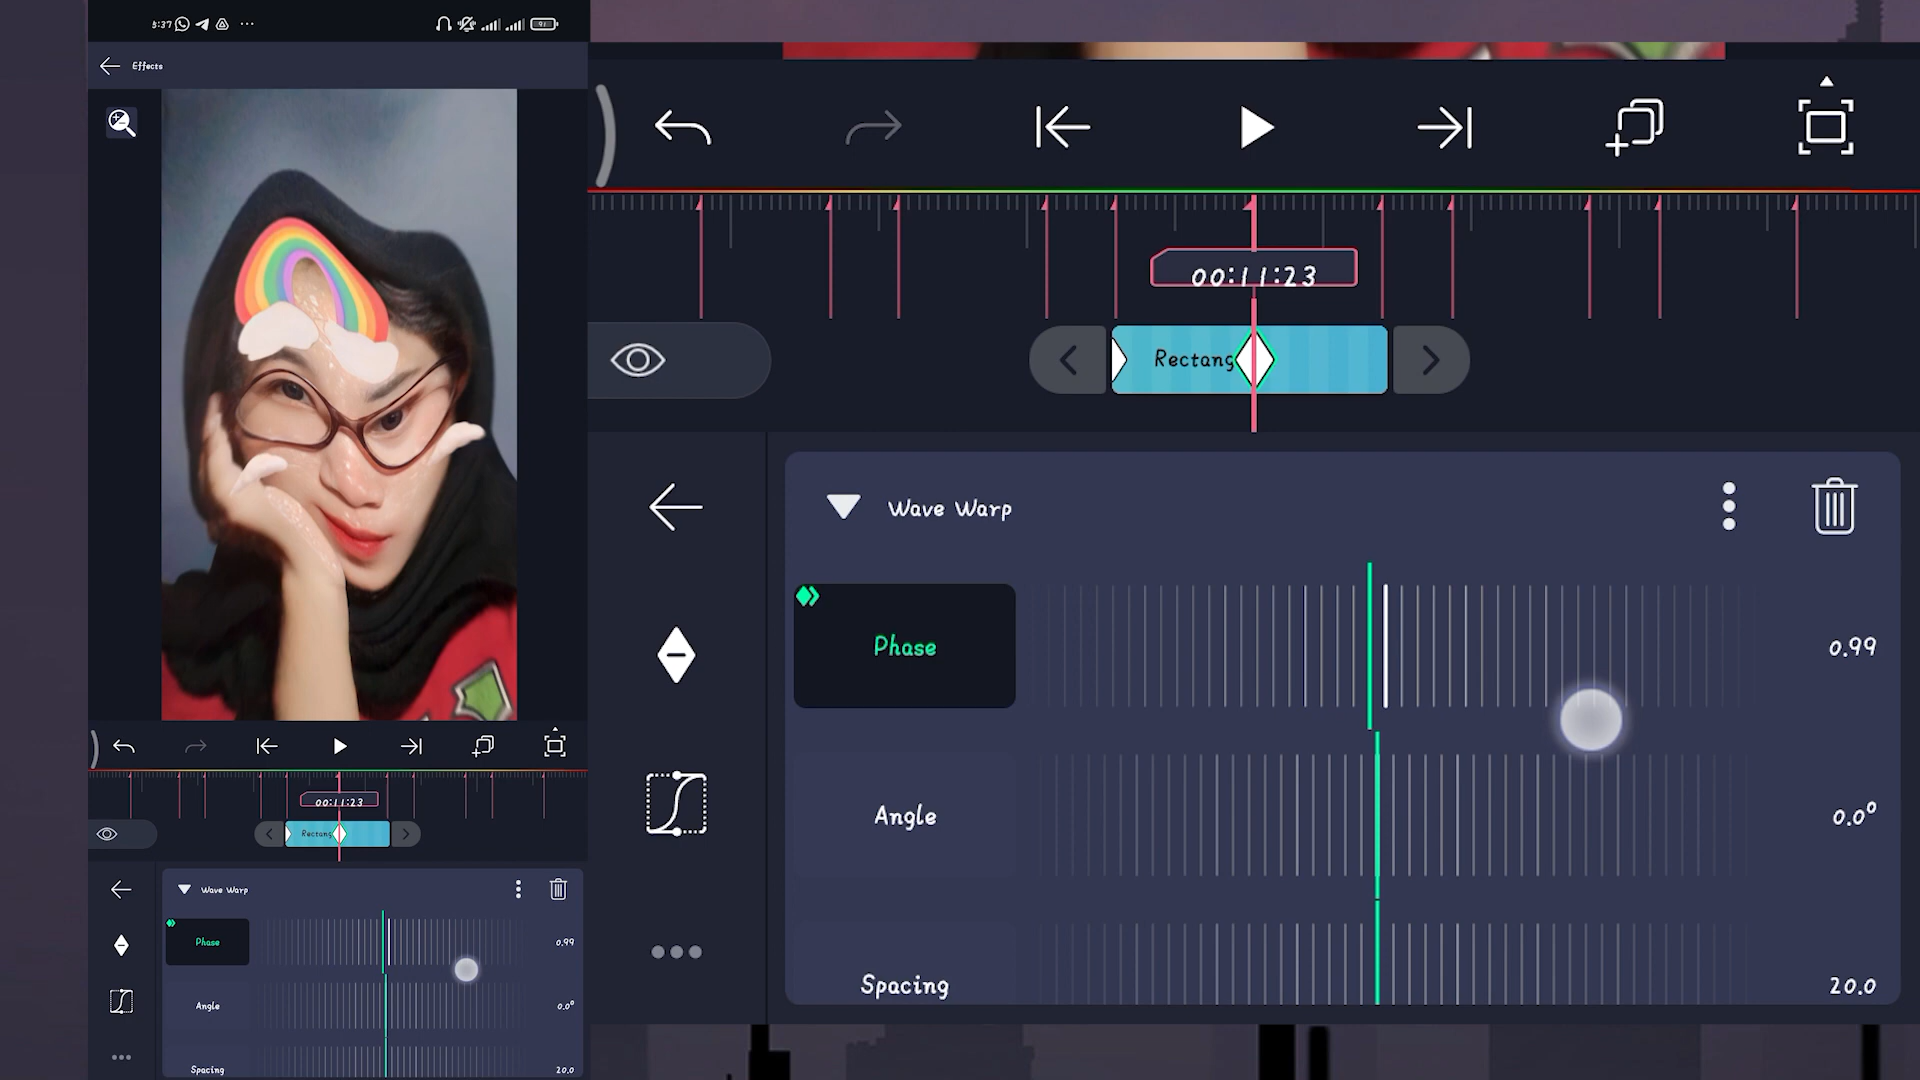 5:37
91
Effects
00:11:23
Rectang
Wave Warp
Phase
0.99
Angle
0.0°
Spacing
20.0
00:11:23
Rectang
Wave Warp
Phase
0.99
Angle
0.0°
Spacing
20.0